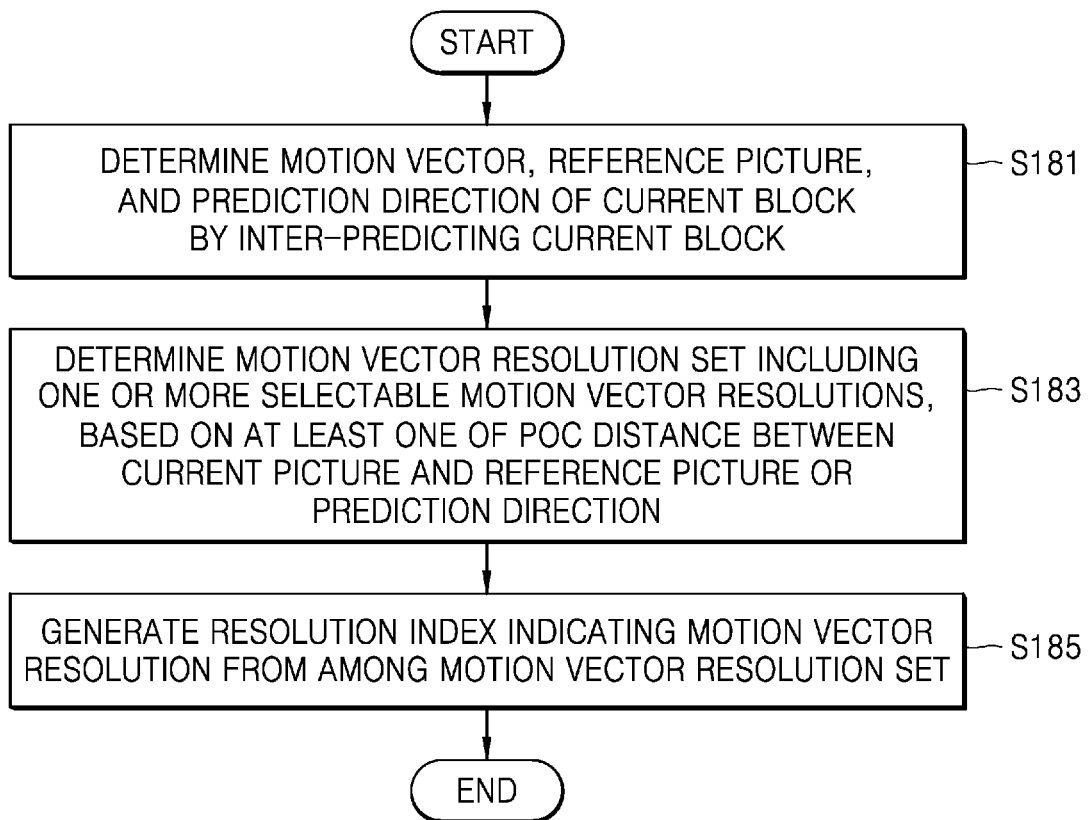 START
DETERMINE MOTION VECTOR, REFERENCE PICTURE,
AND PREDICTION DIRECTION OF CURRENT BLOCK
BY INTER-PREDICTING CURRENT BLOCK
S181
DETERMINE MOTION VECTOR RESOLUTION SET INCLUDING
ONE OR MORE SELECTABLE MOTION VECTOR RESOLUTIONS,
BASED ON AT LEAST ONE OF POC DISTANCE BETWEEN
CURRENT PICTURE AND REFERENCE PICTURE OR
PREDICTION DIRECTION
S183
GENERATE RESOLUTION INDEX INDICATING MOTION VECTOR
RESOLUTION FROM AMONG MOTION VECTOR RESOLUTION SET
S185
END